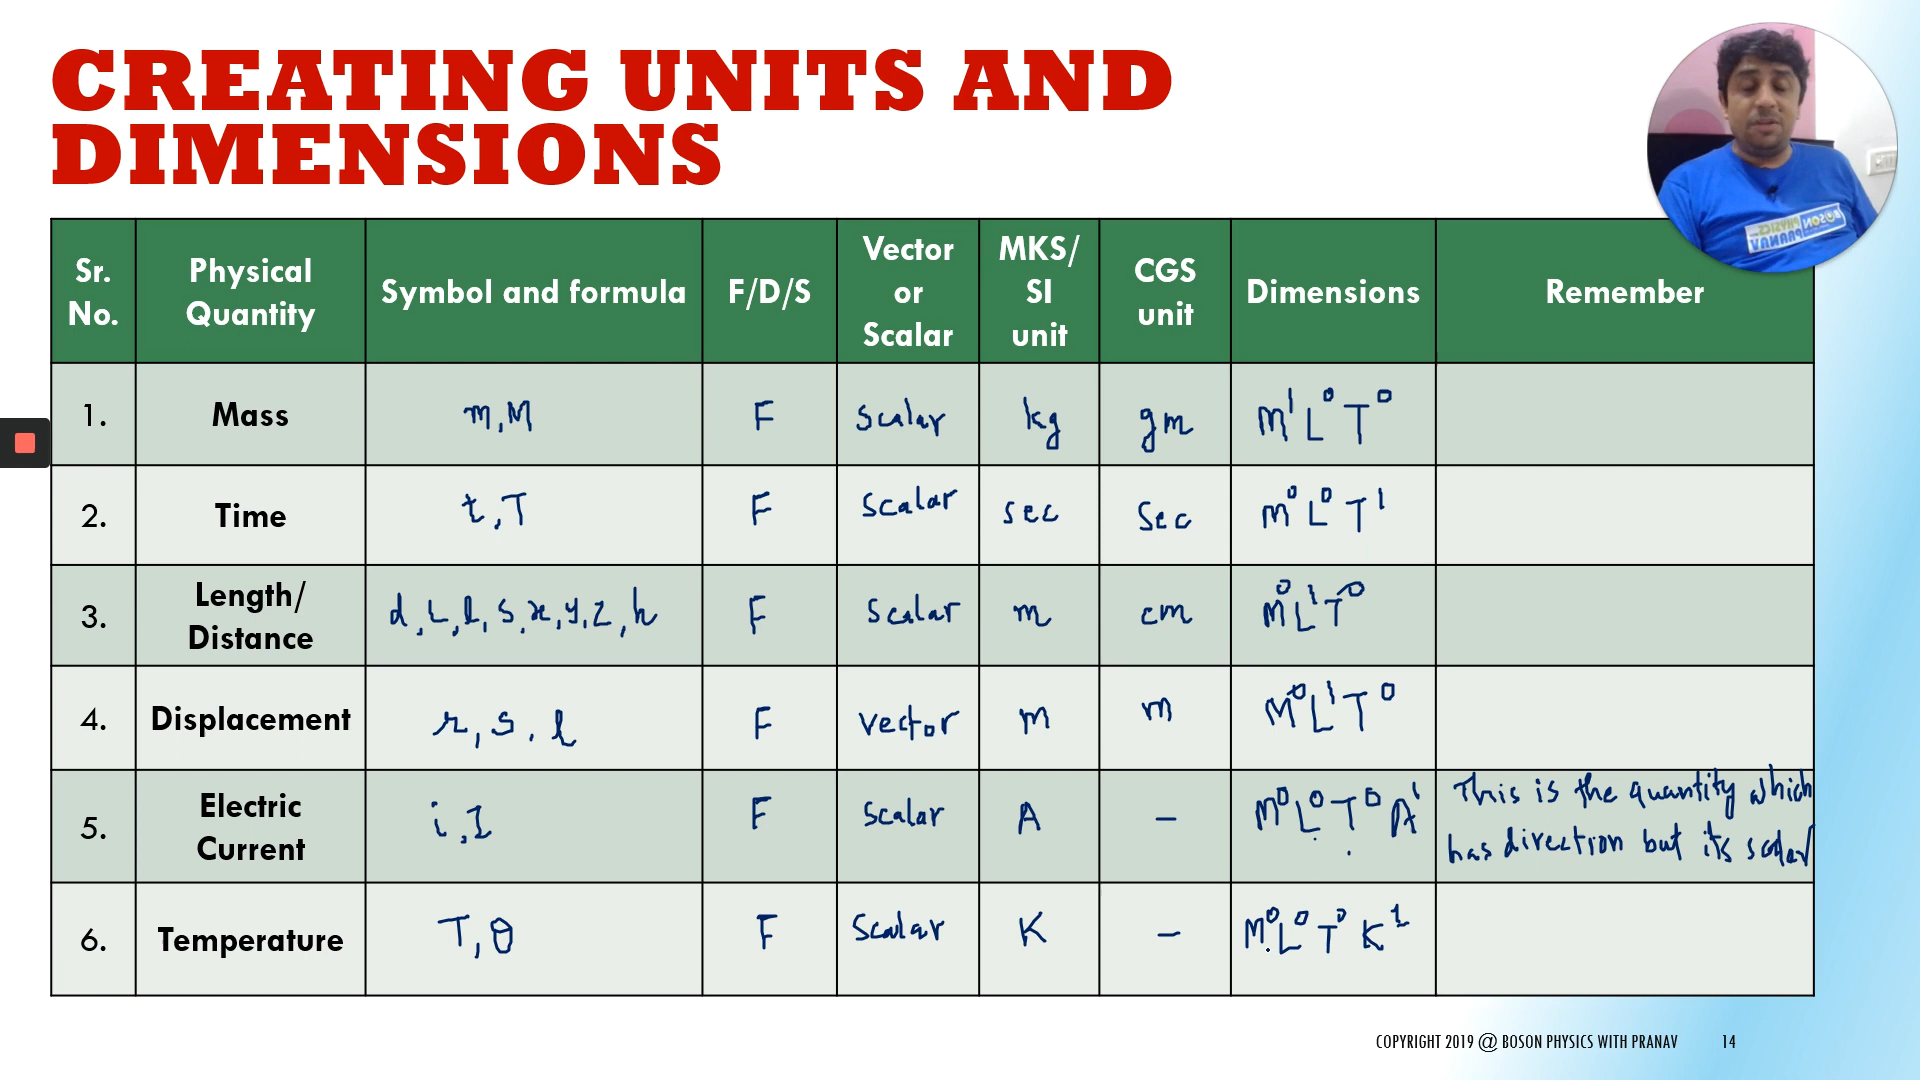 CREATING UNITS AND
DIMENSIONS
Sr. No. Physical Quantity Symbol and formula F/D/S Vector or Scalar MKS/ SI unit CGS unit Dimensions Remember
1. Mass m, M F scalar kg gm M¹L⁰T⁰
2. Time t, T F scalar sec sec M⁰L⁰T¹
3. Length/ Distance d, L, l, s, x, y, z, h F scalar m cm M⁰L¹T⁰
4. Displacement r, s, l F vector m m M⁰L¹T⁰
5. Electric Current i, I F scalar A – M⁰L⁰T⁰A¹ This is the quantity which has direction but its scalar
6. Temperature T, θ F Scalar K – M⁰L⁰T⁰K¹
COPYRIGHT 2019 @ BOSON PHYSICS WITH PRANAV 14